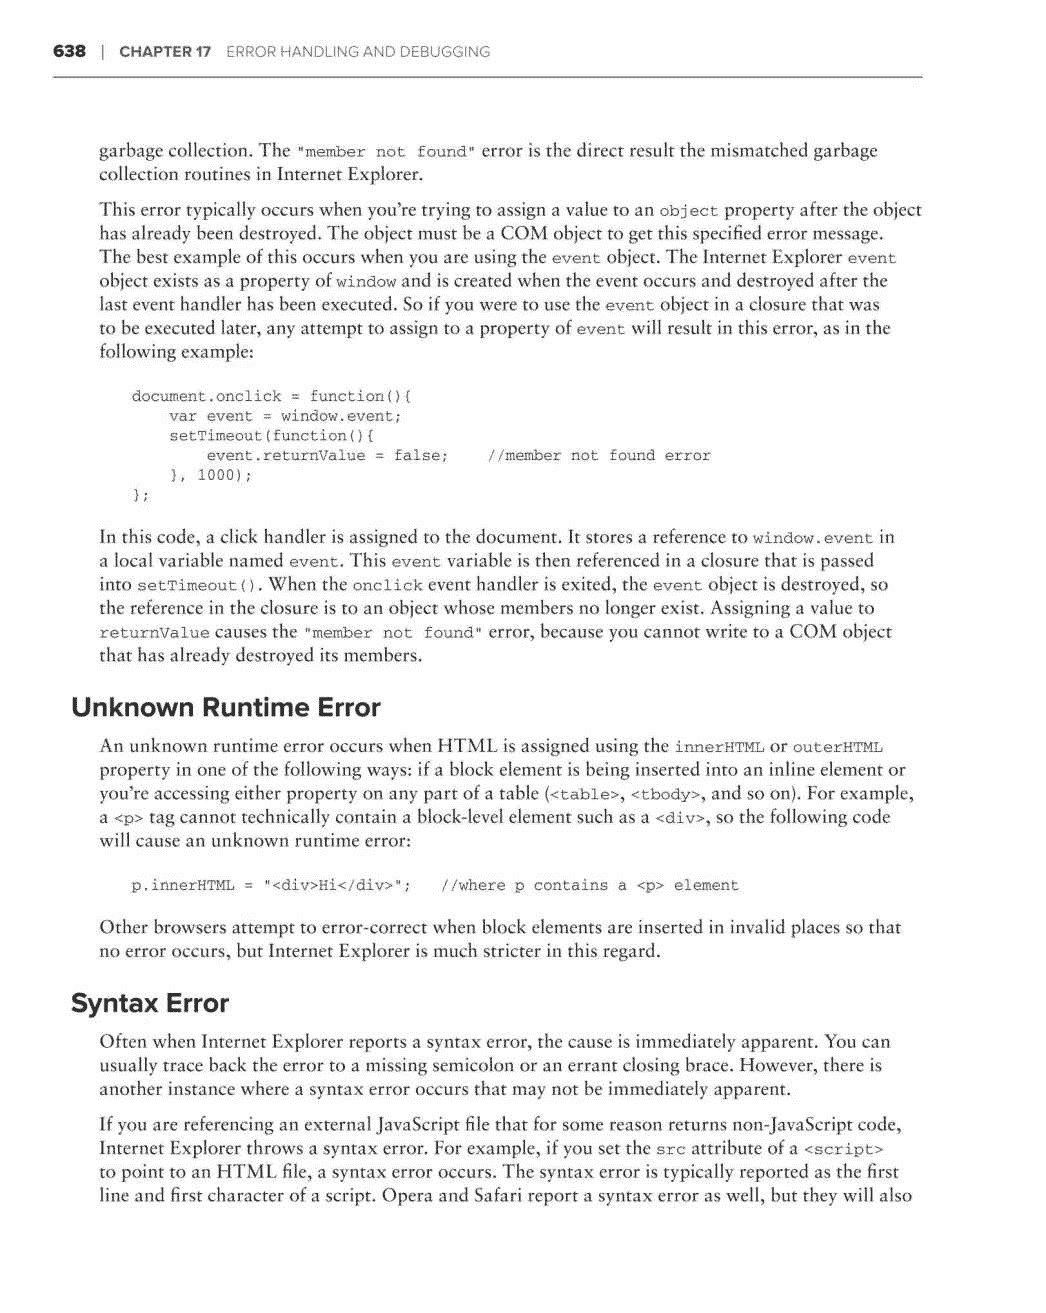 638 | CHAPTER 17 ERROR HANDLING AND DEBUGGING
garbage collection. The "member not found" error is the direct result the mismatched garbage
collection routines in Internet Explorer.
This error typically occurs when you’re trying to assign a value to an object property after the object
has already been destroyed. The object must be a COM object to get this specified error message.
The best example of this occurs when you are using the event object. The Internet Explorer event
object exists as a property of window and is created when the event occurs and destroyed after the
last event handler has been executed. So if you were to use the event object in a closure that was
to be executed later, any attempt to assign to a property of event will result in this error, as in the
following example:
document.onclick = function(){
    var event = window.event;
    setTimeout(function(){
        event.returnValue = false;    //member not found error
    }, 1000);
};
In this code, a click handler is assigned to the document. It stores a reference to window.event in
a local variable named event. This event variable is then referenced in a closure that is passed
into setTimeout(). When the onclick event handler is exited, the event object is destroyed, so
the reference in the closure is to an object whose members no longer exist. Assigning a value to
returnValue causes the "member not found" error, because you cannot write to a COM object
that has already destroyed its members.
Unknown Runtime Error
An unknown runtime error occurs when HTML is assigned using the innerHTML or outerHTML
property in one of the following ways: if a block element is being inserted into an inline element or
you’re accessing either property on any part of a table (<table>, <tbody>, and so on). For example,
a <p> tag cannot technically contain a block-level element such as a <div>, so the following code
will cause an unknown runtime error:
p.innerHTML = "<div>Hi</div>";   //where p contains a <p> element
Other browsers attempt to error-correct when block elements are inserted in invalid places so that
no error occurs, but Internet Explorer is much stricter in this regard.
Syntax Error
Often when Internet Explorer reports a syntax error, the cause is immediately apparent. You can
usually trace back the error to a missing semicolon or an errant closing brace. However, there is
another instance where a syntax error occurs that may not be immediately apparent.
If you are referencing an external JavaScript file that for some reason returns non-JavaScript code,
Internet Explorer throws a syntax error. For example, if you set the src attribute of a <script>
to point to an HTML file, a syntax error occurs. The syntax error is typically reported as the first
line and first character of a script. Opera and Safari report a syntax error as well, but they will also